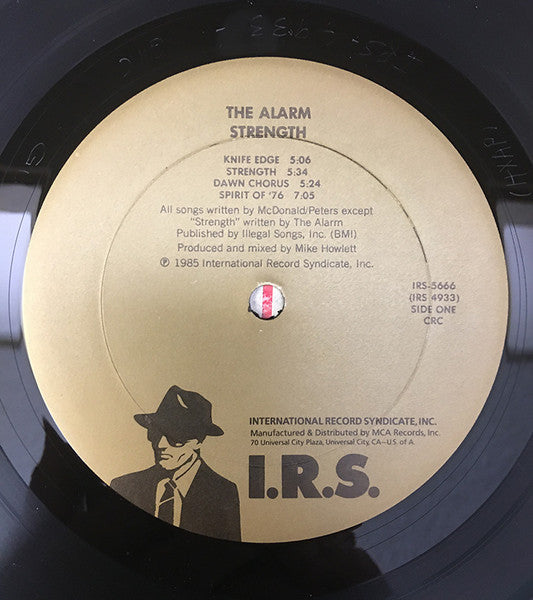 THE ALARM
STRENGTH
KNIFE EDGE 5:06
STRENGTH 5:34
DAWN CHORUS 5:24
SPIRIT OF '76 7:05
All songs written by McDonald/Peters except
"Strength" written by The Alarm
Published by Illegal Songs, Inc. (BMI)
Produced and mixed by Mike Howlett
℗ 1985 International Record Syndicate, Inc.
IRS-5666
(IRS 4933)
SIDE ONE
CRC
INTERNATIONAL RECORD SYNDICATE, INC.
Manufactured & Distributed by MCA Records, Inc.
70 Universal City Plaza, Universal City, CA–U.S. of A.
I.R.S.